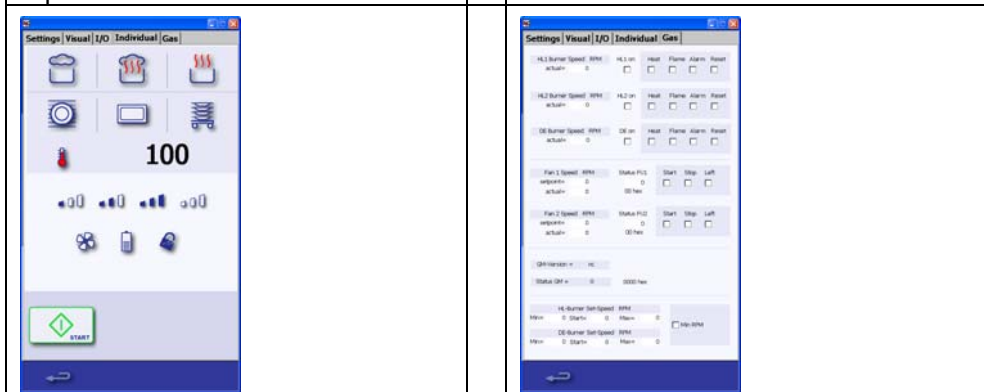 Settings Visual I/O Individual Gas
100
START
Settings Visual I/O Individual Gas
HL1 Burner Speed RPM HL1 on Heat Flame Alarm Reset
actual= 0
HL2 Burner Speed RPM HL2 on Heat Flame Alarm Reset
actual= 0
DE Burner Speed RPM DE on Heat Flame Alarm Reset
actual= 0
Fan 1 Speed RPM Status FU1 Start Stop Left
setpoint= 0 0
actual= 0 00 hex
Fan 2 Speed RPM Status FU2 Start Stop Left
setpoint= 0 0
actual= 0 00 hex
GM-Version =
Status GM = 0 0000 hex
HL-Burner Set-Speed RPM
Min= 0 Start= 0 Max= 0
Min RPM
DE-Burner Set-Speed RPM
Min= 0 Start= 0 Max= 0